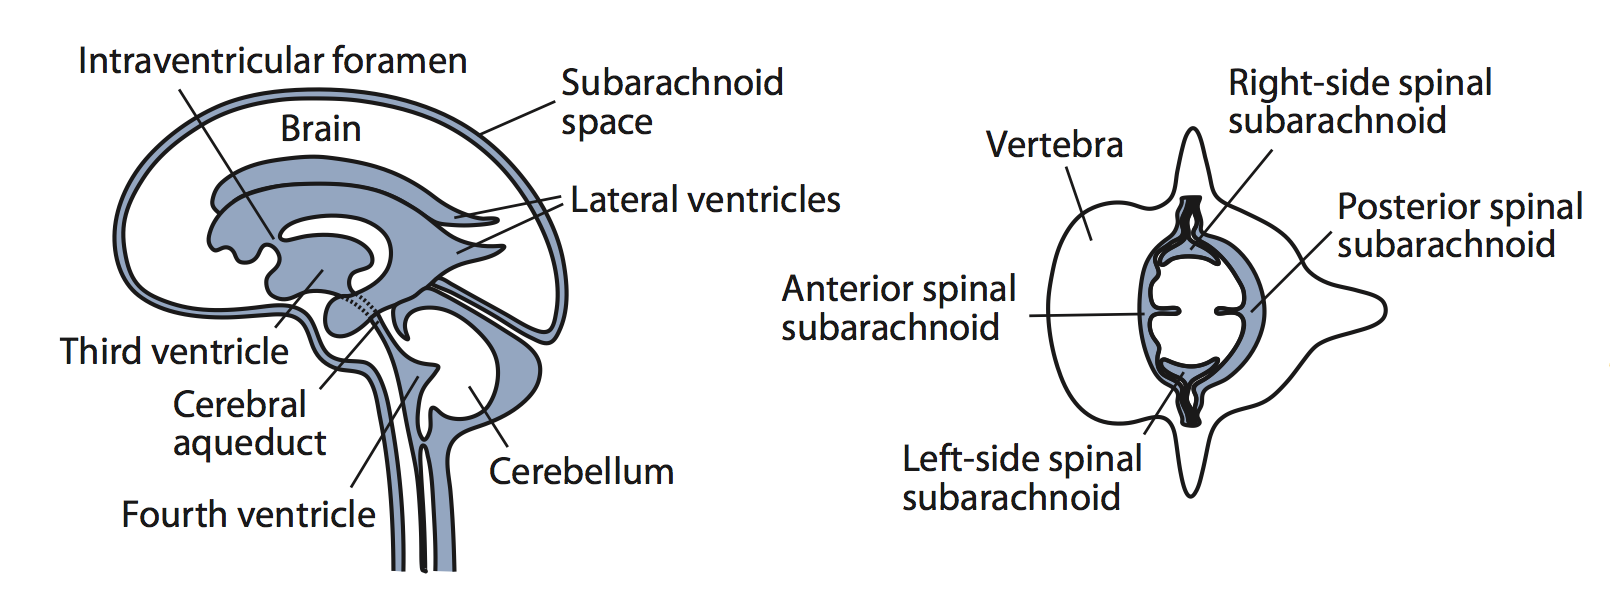 Intraventricular foramen
Subarachnoid
space
Brain
Lateral ventricles
Third ventricle
Cerebral
aqueduct
Fourth ventricle
Cerebellum
Right-side spinal
subarachnoid
Vertebra
Posterior spinal
subarachnoid
Anterior spinal
subarachnoid
Left-side spinal
subarachnoid